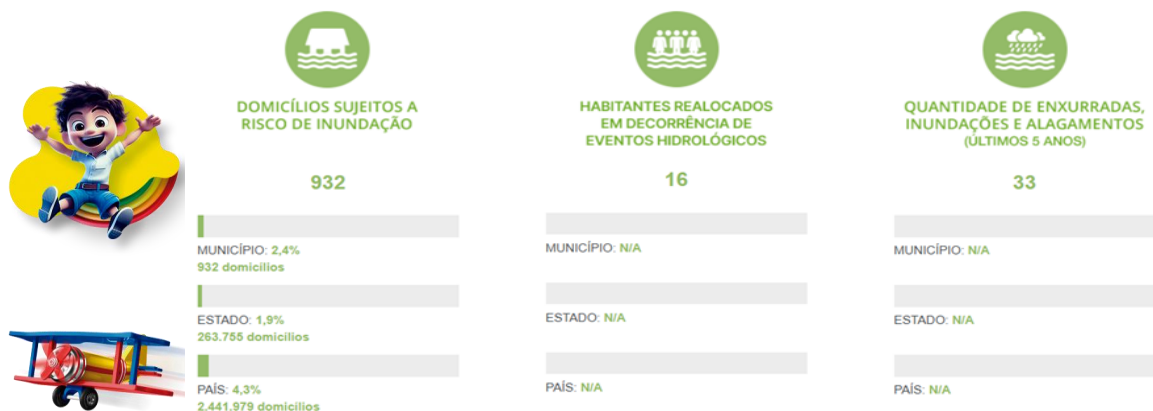 DOMICÍLIOS SUJEITOS A
RISCO DE INUNDAÇÃO
932
MUNICÍPIO: 2,4%
932 domicílios
ESTADO: 1,9%
263.755 domicílios
PAÍS: 4,3%
2.441.979 domicílios
HABITANTES REALOCADOS
EM DECORRÊNCIA DE
EVENTOS HIDROLÓGICOS
16
MUNICÍPIO: N/A
ESTADO: N/A
PAÍS: N/A
QUANTIDADE DE ENXURRADAS,
INUNDAÇÕES E ALAGAMENTOS
(ÚLTIMOS 5 ANOS)
33
MUNICÍPIO: N/A
ESTADO: N/A
PAÍS: N/A